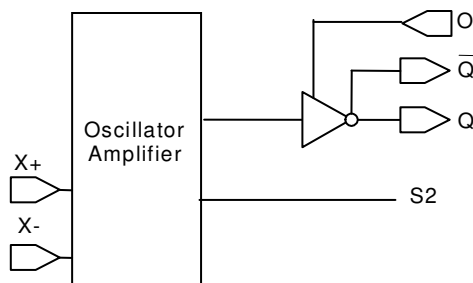 O
Q̅
Oscillator
Amplifier
Q
X+
S2
X-